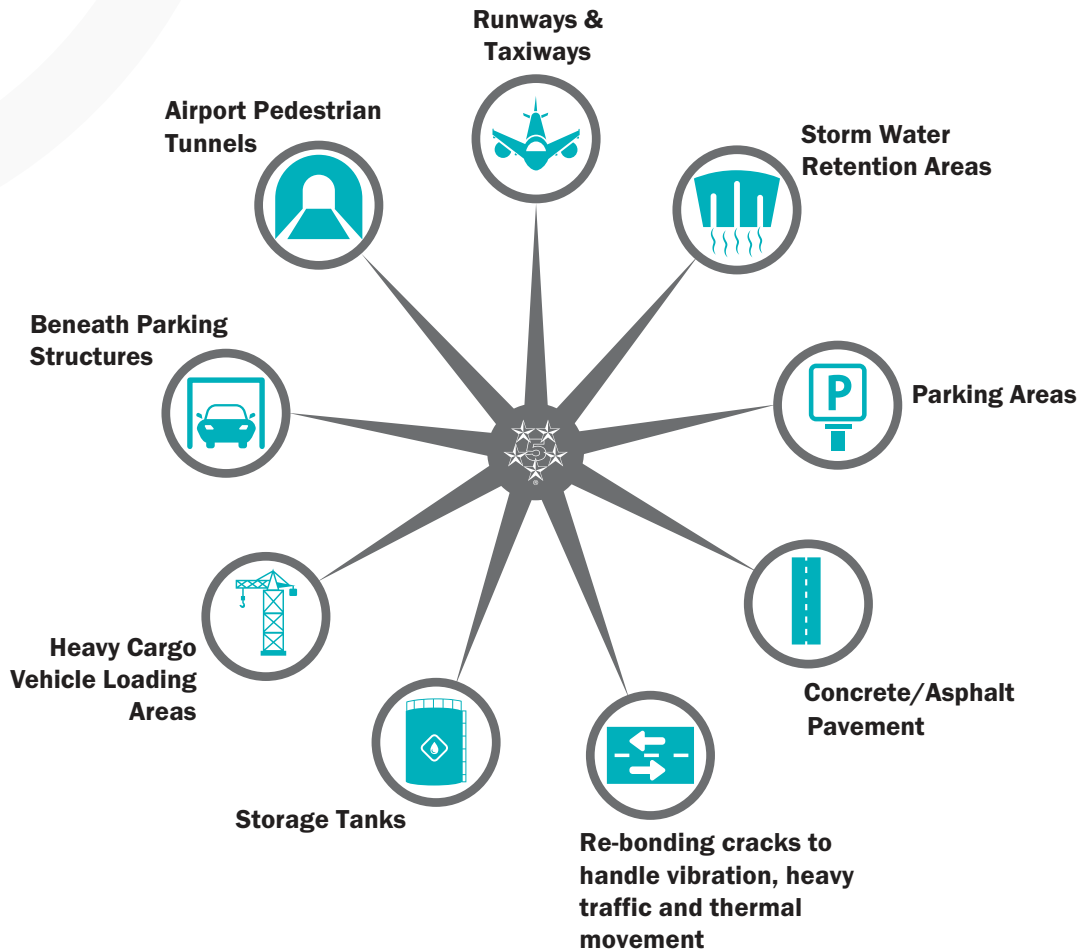 Runways &
Taxiways
Airport Pedestrian
Tunnels
Storm Water
Retention Areas
Beneath Parking
Structures
P
Parking Areas
5
®
Heavy Cargo
Vehicle Loading
Areas
Concrete/Asphalt
Pavement
Storage Tanks
Re-bonding cracks to
handle vibration, heavy
traffic and thermal
movement